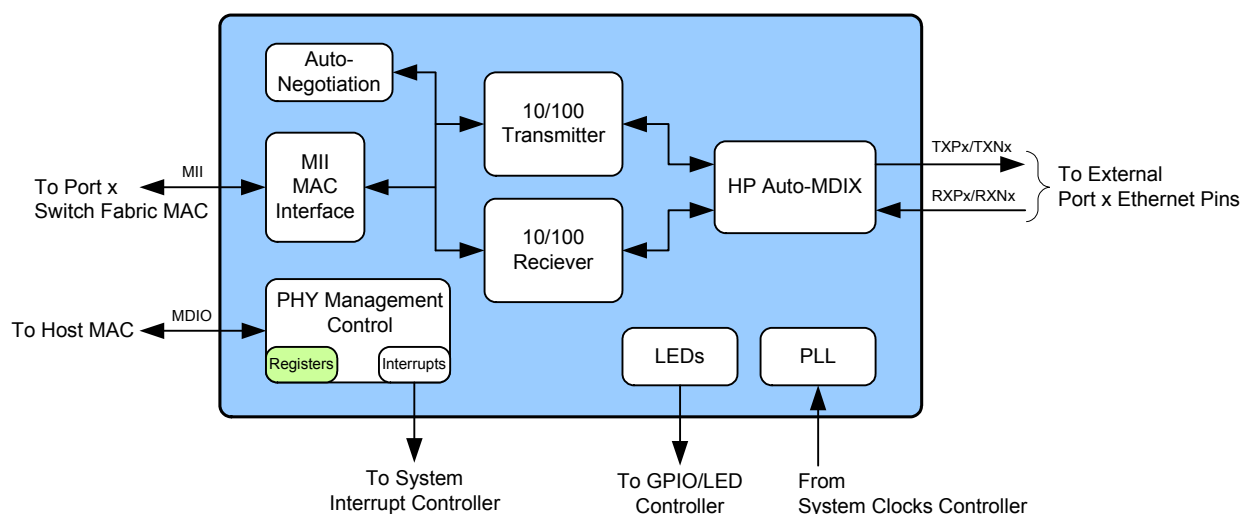 Auto-
Negotiation
10/100
Transmitter
MII
MAC
Interface
MII
To Port x
Switch Fabric MAC
HP Auto-MDIX
TXPx/TXNx
RXPx/RXNx
To External
Port x Ethernet Pins
10/100
Reciever
PHY Management
Control
Registers
Interrupts
MDIO
To Host MAC
LEDs
PLL
To System
Interrupt Controller
To GPIO/LED
Controller
From
System Clocks Controller